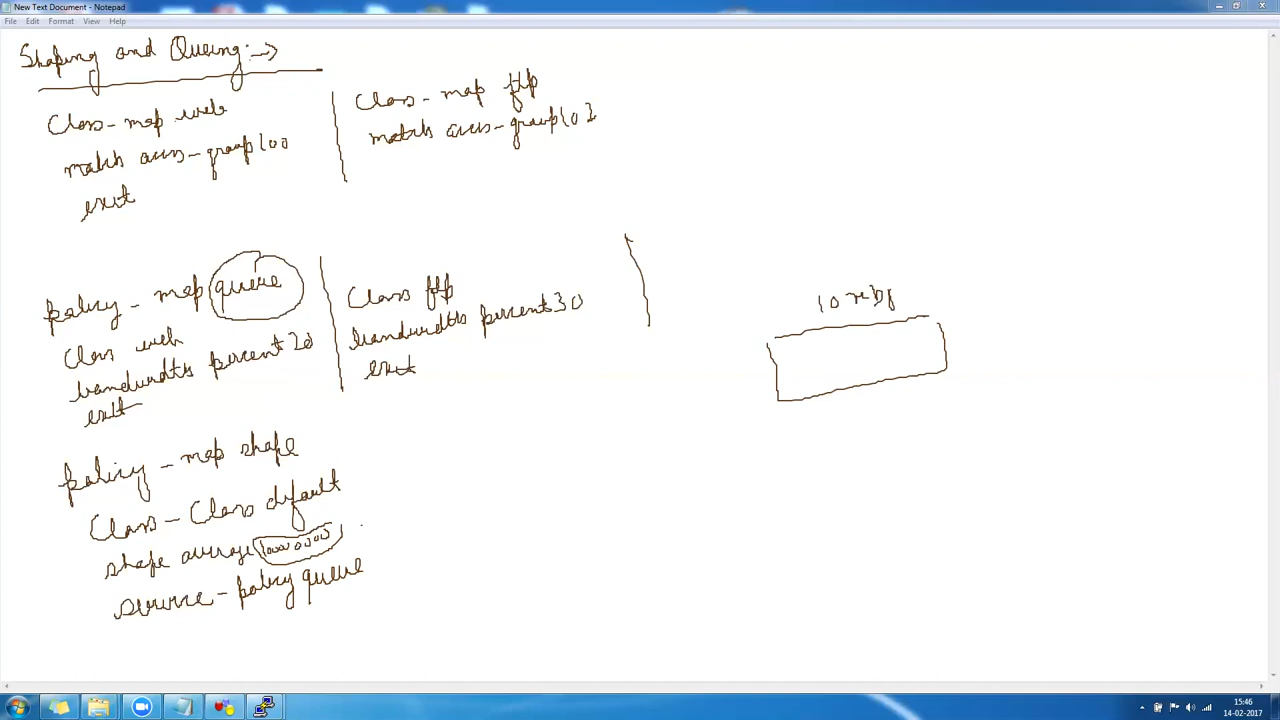 New Text Document - Notepad
File Edit Format View Help
Shaping and Queing:->
Class-map web
match access-group 100
exit
Class-map ftp
match access-group 102
policy-map queue
Class web
bandwidth percent 20
exit
Class ftp
bandwidth percent 30
exit
policy-map shape
Class-Class default
shape average
service-policy queue
10
15:46
14-02-2017